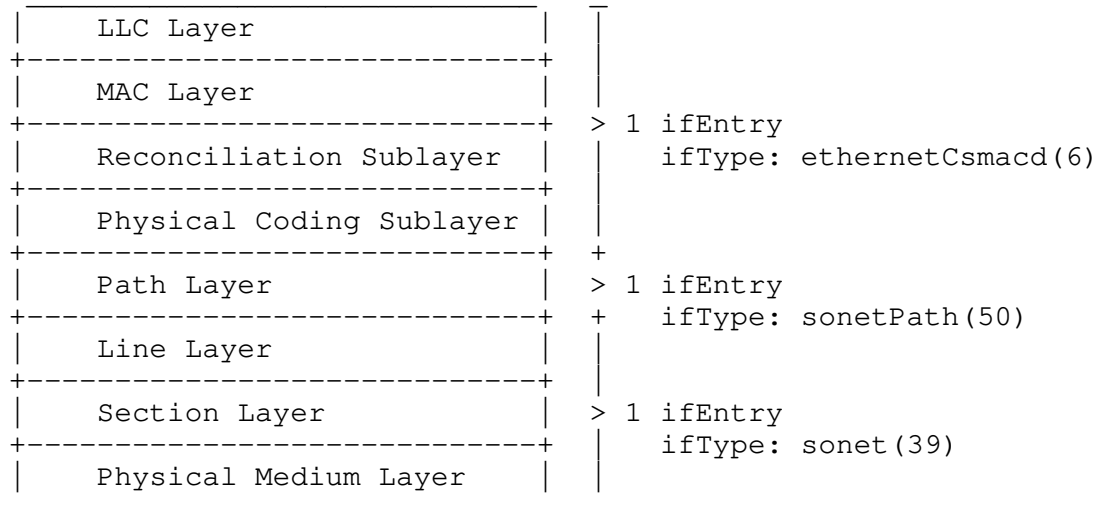 LLC Layer
MAC Layer
> 1 ifEntry
Reconciliation Sublayer ifType: ethernetCsmacd(6)
Physical Coding Sublayer
Path Layer > 1 ifEntry
ifType: sonetPath(50)
Line Layer
Section Layer > 1 ifEntry
ifType: sonet(39)
Physical Medium Layer